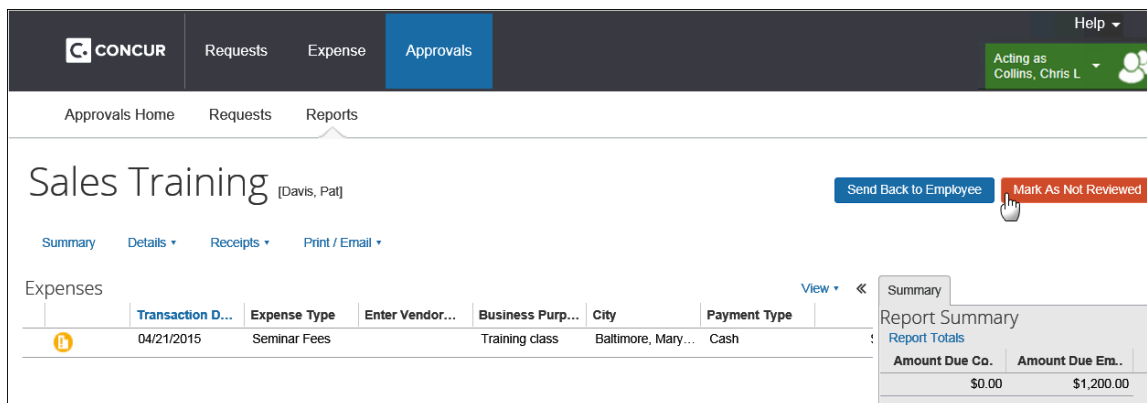 Help
CONCUR Requests Expense Approvals
Acting as
Collins, Chris L
Approvals Home Requests Reports
Sales Training [Davis, Pat]
Send Back to Employee Mark As Not Reviewed
Summary Details Receipts Print / Email
Expenses View «
Summary
Transaction D... Expense Type Enter Vendor... Business Purp... City Payment Type
04/21/2015 Seminar Fees Training class Baltimore, Mary... Cash
Report Summary
Report Totals
Amount Due Co. Amount Due Em..
$0.00 $1,200.00